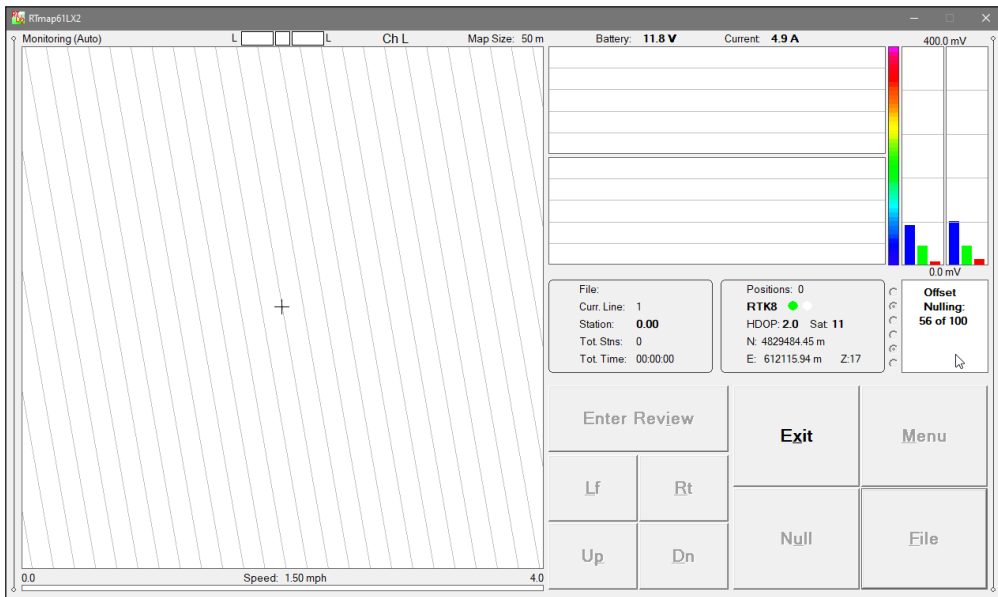 RTmap61LX2
Monitoring (Auto) L L Ch L Map Size: 50 m
Battery: 11.8 V Current: 4.9 A
400.0 mV
0.0 mV
File:
Curr. Line: 1
Station: 0.00
Tot. Stns: 0
Tot. Time: 00:00:00
Positions: 0
RTK8
HDOP: 2.0 Sat: 11
N: 4829484.45 m
E: 612115.94 m Z:17
Offset
Nulling:
56 of 100
Enter Review
Exit
Menu
Lf
Rt
Null
File
Up
Dn
0.0 Speed: 1.50 mph 4.0